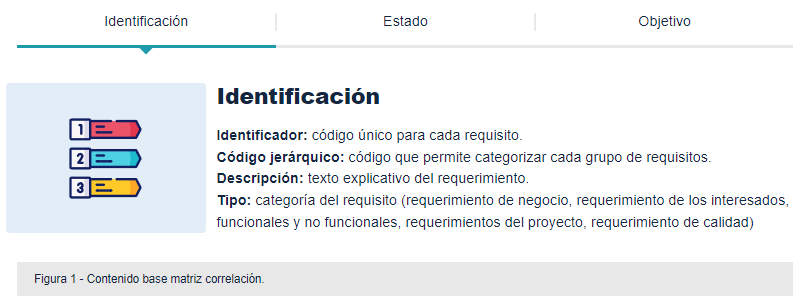 Identificación
Estado
Objetivo
1
2
3
Identificación
Identificador: código único para cada requisito.
Código jerárquico: código que permite categorizar cada grupo de requisitos.
Descripción: texto explicativo del requerimiento.
Tipo: categoría del requisito (requerimiento de negocio, requerimiento de los interesados,
funcionales y no funcionales, requerimientos del proyecto, requerimiento de calidad)
Figura 1 - Contenido base matriz correlación.